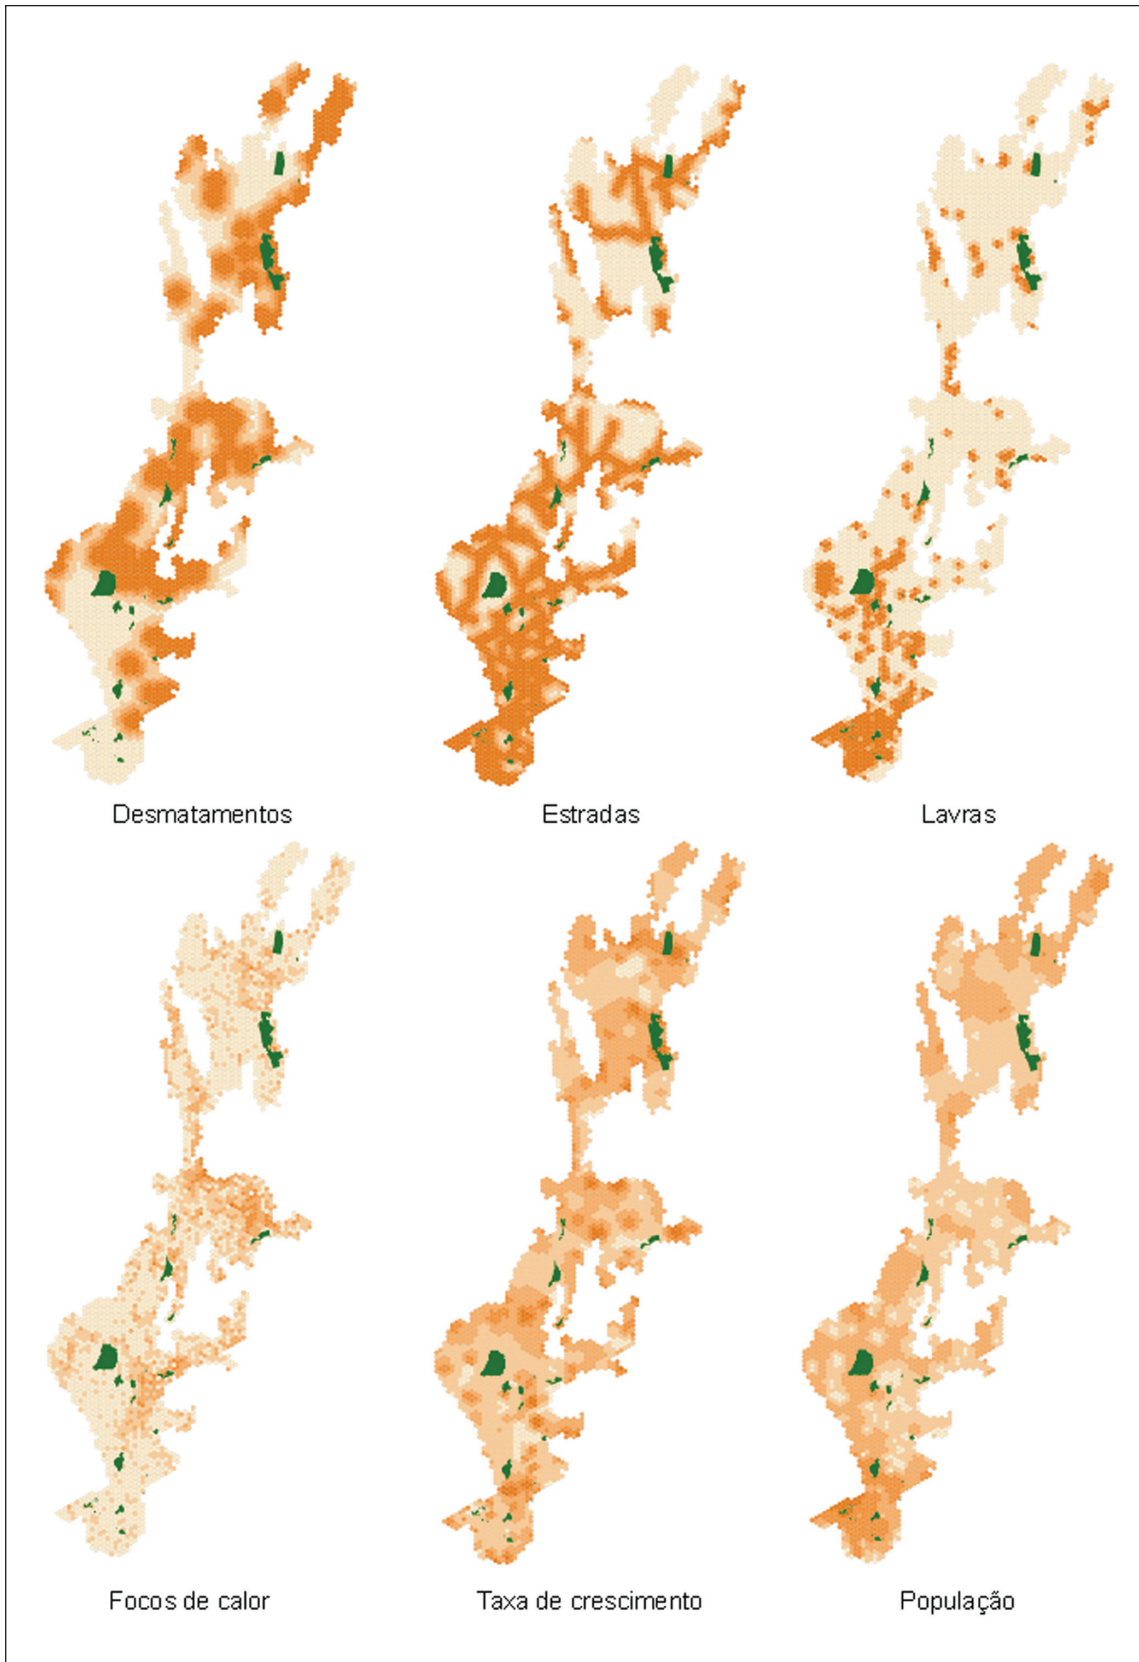 Desmatamentos
Estradas
Lavras
Focos de calor
Taxa de crescimento
População